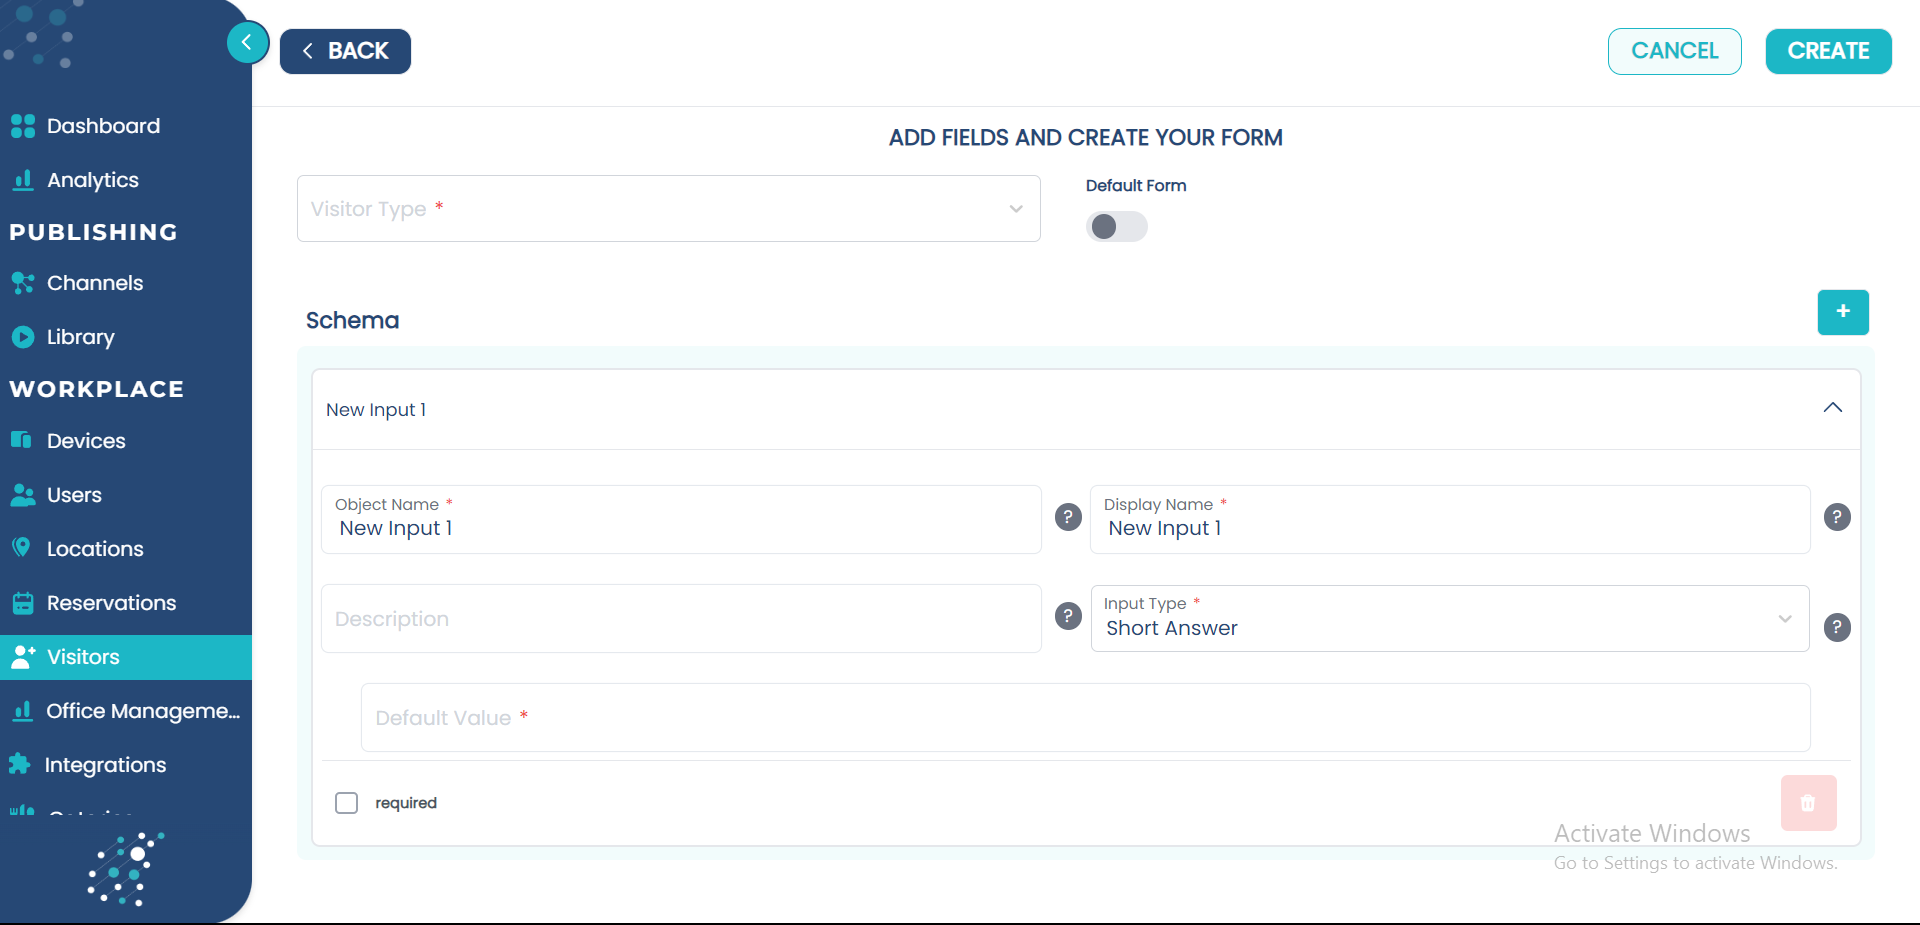 BACK
CANCEL
CREATE
Dashboard
Analytics
PUBLISHING
Channels
Library
WORKPLACE
Devices
Users
Locations
Reservations
Visitors
Office Manageme...
Integrations
ADD FIELDS AND CREATE YOUR FORM
Visitor Type *
Default Form
Schema
+
New Input 1
Object Name *
New Input 1
?
Display Name *
New Input 1
?
Description
?
Input Type *
Short Answer
?
Default Value *
required
Activate Windows
Go to Settings to activate Windows.